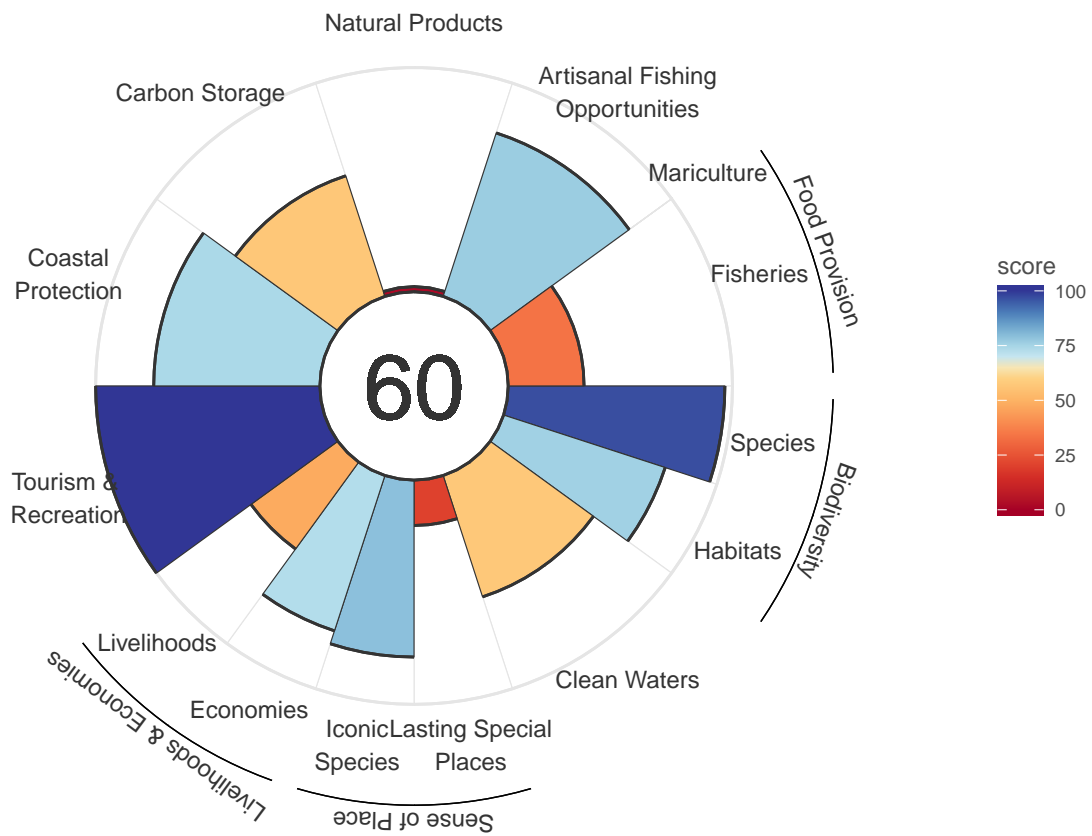 Natural Products
Carbon Storage
Artisanal Fishing
Opportunities
Mariculture
Food Provision
Fisheries
Coastal
Protection
score
100
75
50
25
0
60
Species
Biodiversity
Tourism &
Recreation
Habitats
Livelihoods
Livelihoods & Economies
Clean Waters
Economies
Iconic
Species
Lasting Special
Places
Sense of Place